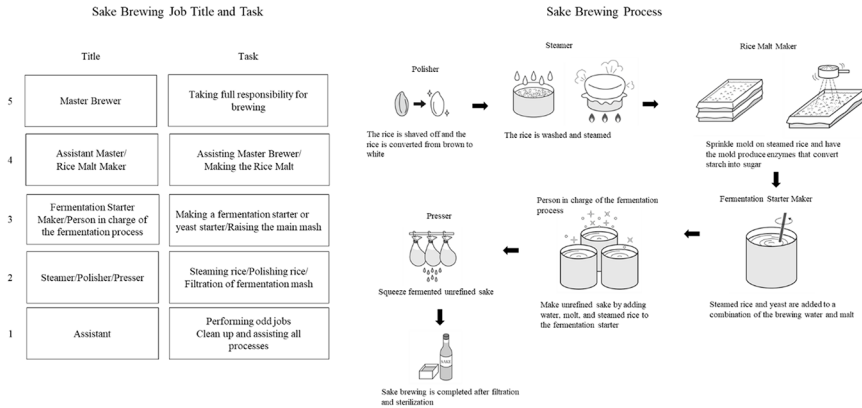 Sake Brewing Job Title and Task
Title
Task
5
Master Brewer
Taking full responsibility for
brewing
4
Assistant Master/
Rice Malt Maker
Assisting Master Brewer/
Making the Rice Malt
3
Fermentation Starter
Maker/Person in charge of
the fermentation process
Making a fermentation starter or
yeast starter/Raising the main mash
2
Steamer/Polisher/Presser
Steaming rice/Polishing rice/
Filtration of fermentation mash
1
Assistant
Performing odd jobs
Clean up and assisting all
processes
Sake Brewing Process
Polisher
The rice is shaved off and the
rice is converted from brown to
white
Steamer
The rice is washed and steamed
Rice Malt Maker
Sprinkle mold on steamed rice and have
the mold produce enzymes that convert
starch into sugar
Fermentation Starter Maker
Steamed rice and yeast are added to a
combination of the brewing water and malt
Person in charge of the fermentation
process
Make unrefined sake by adding
water, molt, and steamed rice to
the fermentation starter
Presser
Squeeze fermented unrefined sake
Sake brewing is completed after filtration
and sterilization